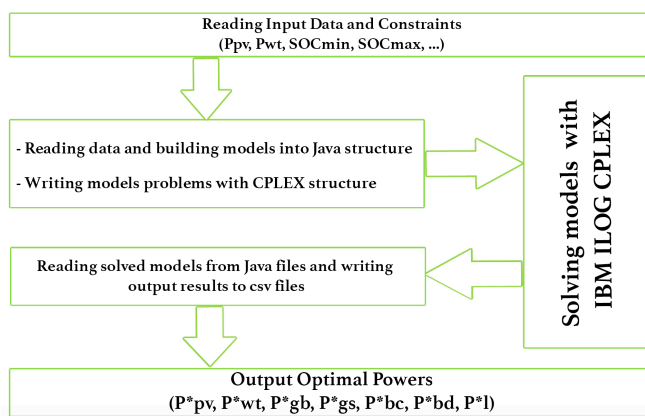 Reading Input Data and Constraints
(Ppv, Pwt, SOCmin, SOCmax, ...)
- Reading data and building models into Java structure
- Writing models problems with CPLEX structure
Solving models with
IBM ILOG CPLEX
Reading solved models from Java files and writing
output results to csv files
Output Optimal Powers
(P*pv, P*wt, P*gb, P*gs, P*bc, P*bd, P*l)